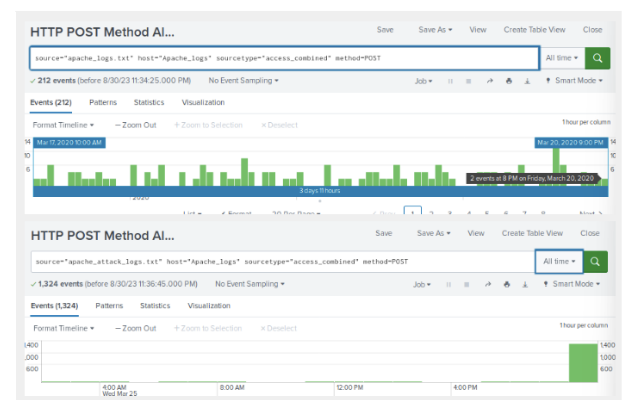 HTTP POST Method Al...
Save Save As View Create Table View Close
source="apache_logs.txt" host="Apache_logs" sourcetype="access_combined" method=POST
All time
✓ 212 events (before 8/30/23 11:34:25.000 PM) No Event Sampling
Job Smart Mode
Events (212) Patterns Statistics Visualization
Format Timeline — Zoom Out + Zoom to Selection × Deselect
1 hour per column
Mar 17, 2020 10:00 AM
Mar 20, 2020 9:00 PM
14 14
10 10
6 6
2 events at 8 PM on Friday, March 20, 2020
3 days 11 hours
2020
List Format 20 Per Page
1 2 3 4 5 6 7 8 Next >
HTTP POST Method Al...
Save Save As View Create Table View Close
source="apache_attack_logs.txt" host="Apache_logs" sourcetype="access_combined" method=POST
All time
✓ 1,324 events (before 8/30/23 11:36:45.000 PM) No Event Sampling
Job Smart Mode
Events (1,324) Patterns Statistics Visualization
Format Timeline — Zoom Out + Zoom to Selection × Deselect
1 hour per column
1,400 1,400
,000 1,000
600 600
4:00 AM 8:00 AM 12:00 PM 4:00 PM
Wed Mar 25